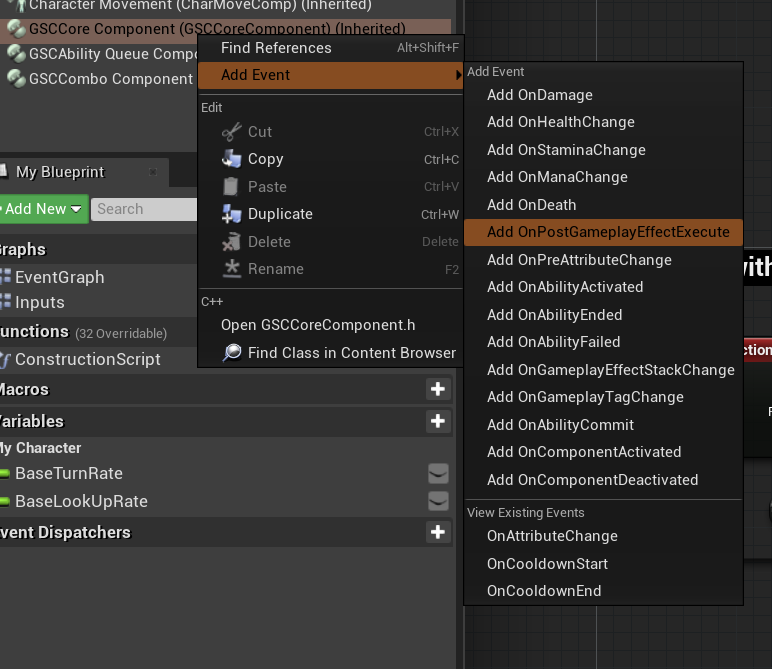 Character Movement (CharMoveComp) (Inherited)
GSCCore Component (GSCCoreComponent) (Inherited)
GSCAbility Queue Compo
GSCCombo Component
Find References Alt+Shift+F
Add Event
Edit
Cut Ctrl+X
Copy Ctrl+C
Paste Ctrl+V
Duplicate Ctrl+W
Delete Delete
Rename F2
C++
Open GSCCoreComponent.h
Find Class in Content Browser
Add Event
Add OnDamage
Add OnHealthChange
Add OnStaminaChange
Add OnManaChange
Add OnDeath
Add OnPostGameplayEffectExecute
Add OnPreAttributeChange
Add OnAbilityActivated
Add OnAbilityEnded
Add OnAbilityFailed
Add OnGameplayEffectStackChange
Add OnGameplayTagChange
Add OnAbilityCommit
Add OnComponentActivated
Add OnComponentDeactivated
View Existing Events
OnAttributeChange
OnCooldownStart
OnCooldownEnd
My Blueprint
Add New Search
raphs
EventGraph
Inputs
unctions (32 Overridable)
ConstructionScript
Macros
ariables
My Character
BaseTurnRate
BaseLookUpRate
vent Dispatchers
with
ction